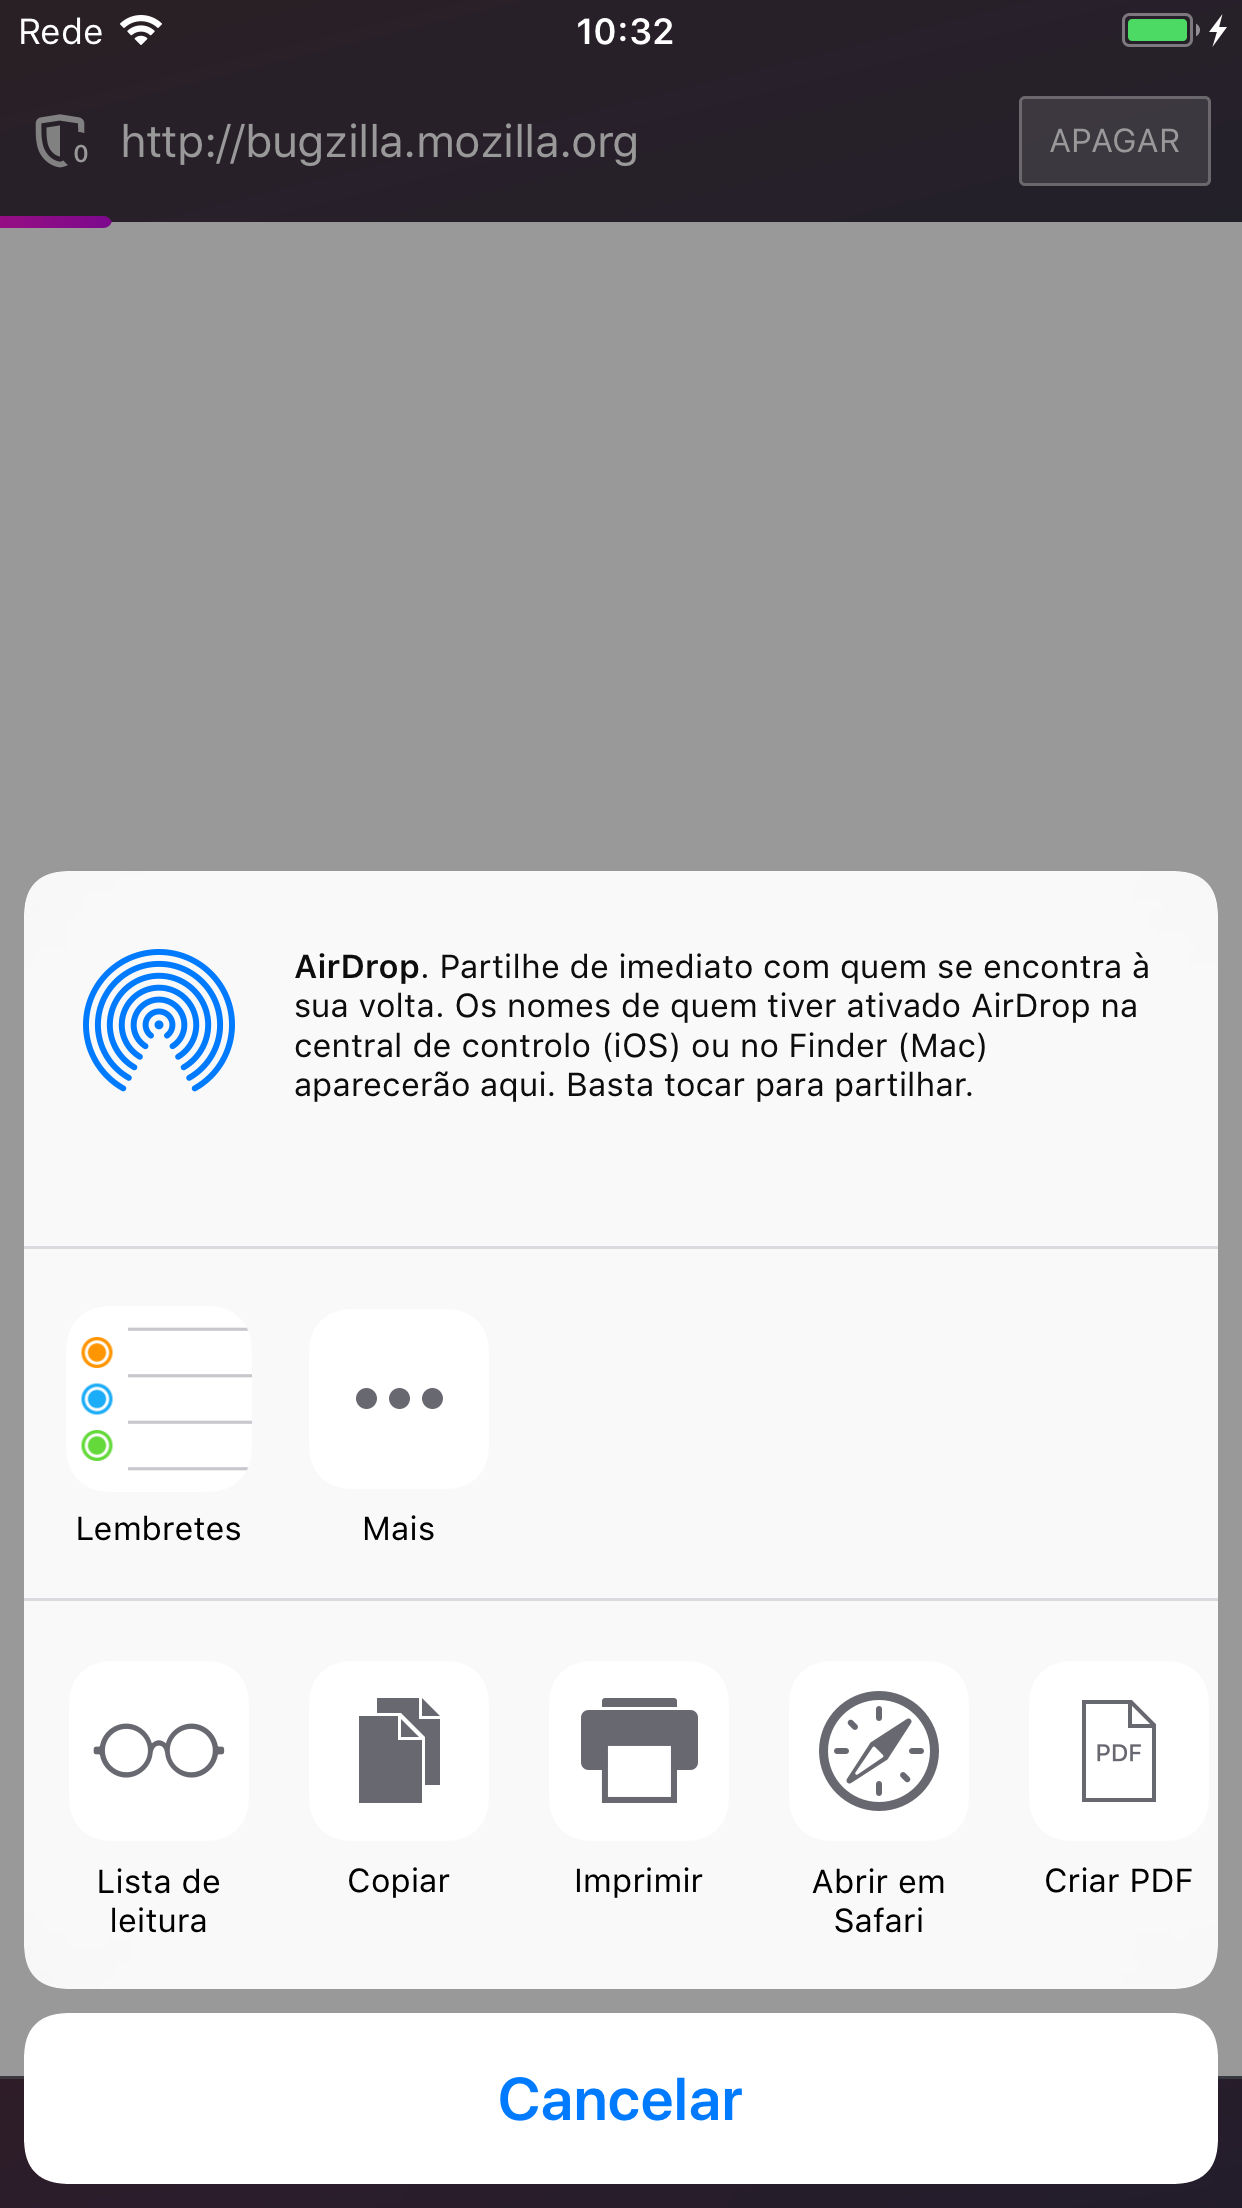 Rede
10:32
0
http://bugzilla.mozilla.org
APAGAR
AirDrop. Partilhe de imediato com quem se encontra à
sua volta. Os nomes de quem tiver ativado AirDrop na
central de controlo (iOS) ou no Finder (Mac)
aparecerão aqui. Basta tocar para partilhar.
Lembretes
Mais
PDF
Lista de
leitura
Copiar
Imprimir
Abrir em
Safari
Criar PDF
Cancelar